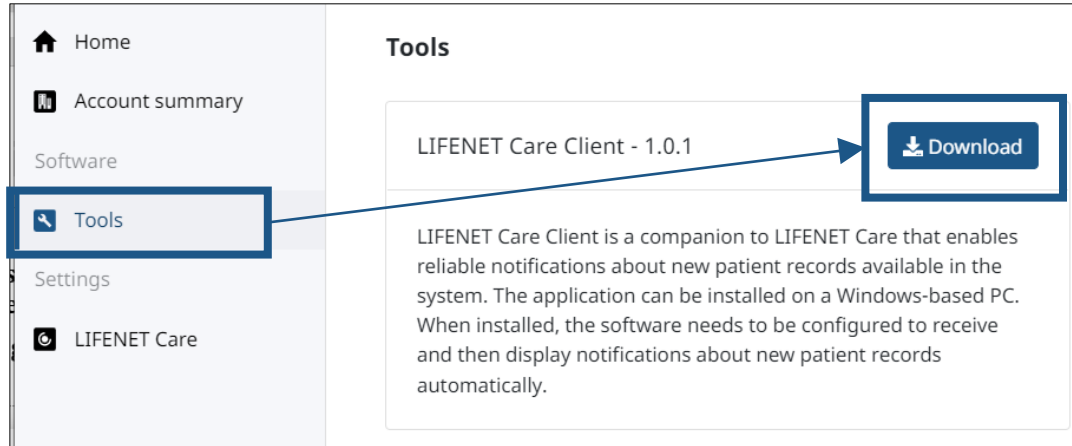 Home
Account summary
Software
Tools
Settings
LIFENET Care
Tools
LIFENET Care Client - 1.0.1
Download
LIFENET Care Client is a companion to LIFENET Care that enables
reliable notifications about new patient records available in the
system. The application can be installed on a Windows-based PC.
When installed, the software needs to be configured to receive
and then display notifications about new patient records
automatically.